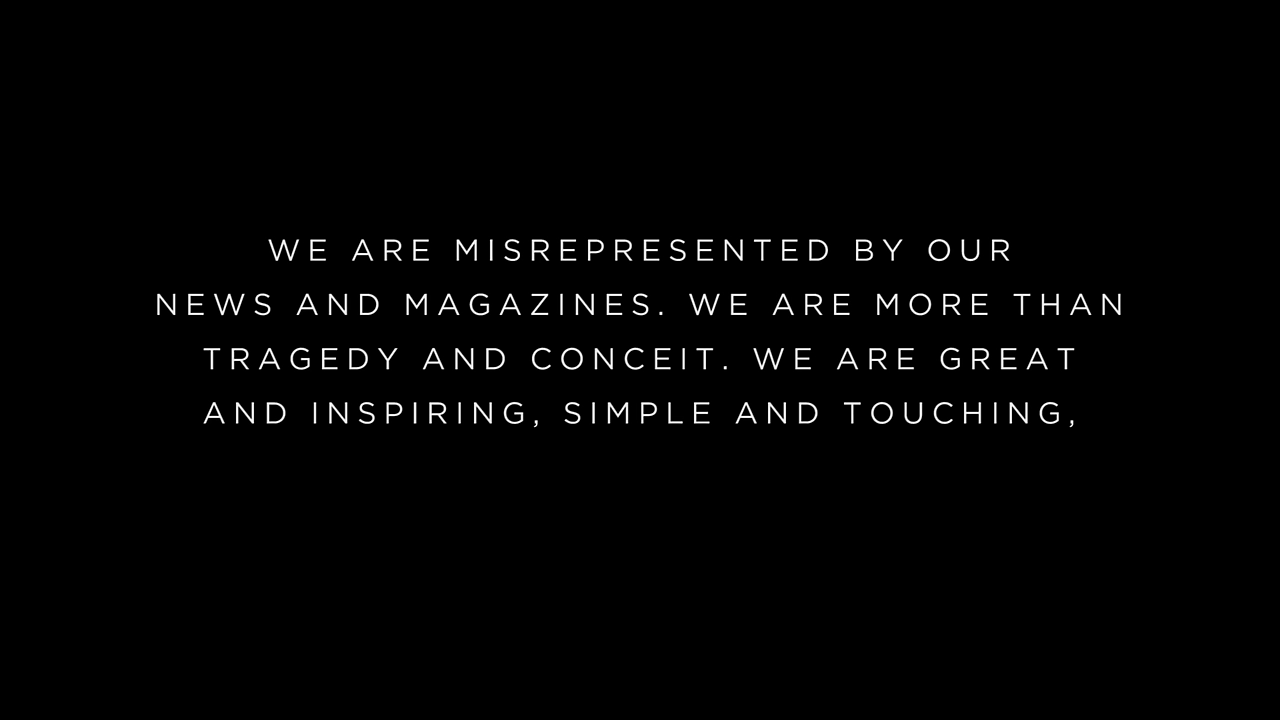 WE ARE MISREPRESENTED BY OUR
NEWS AND MAGAZINES. WE ARE MORE THAN
TRAGEDY AND CONCEIT. WE ARE GREAT
AND INSPIRING, SIMPLE AND TOUCHING,